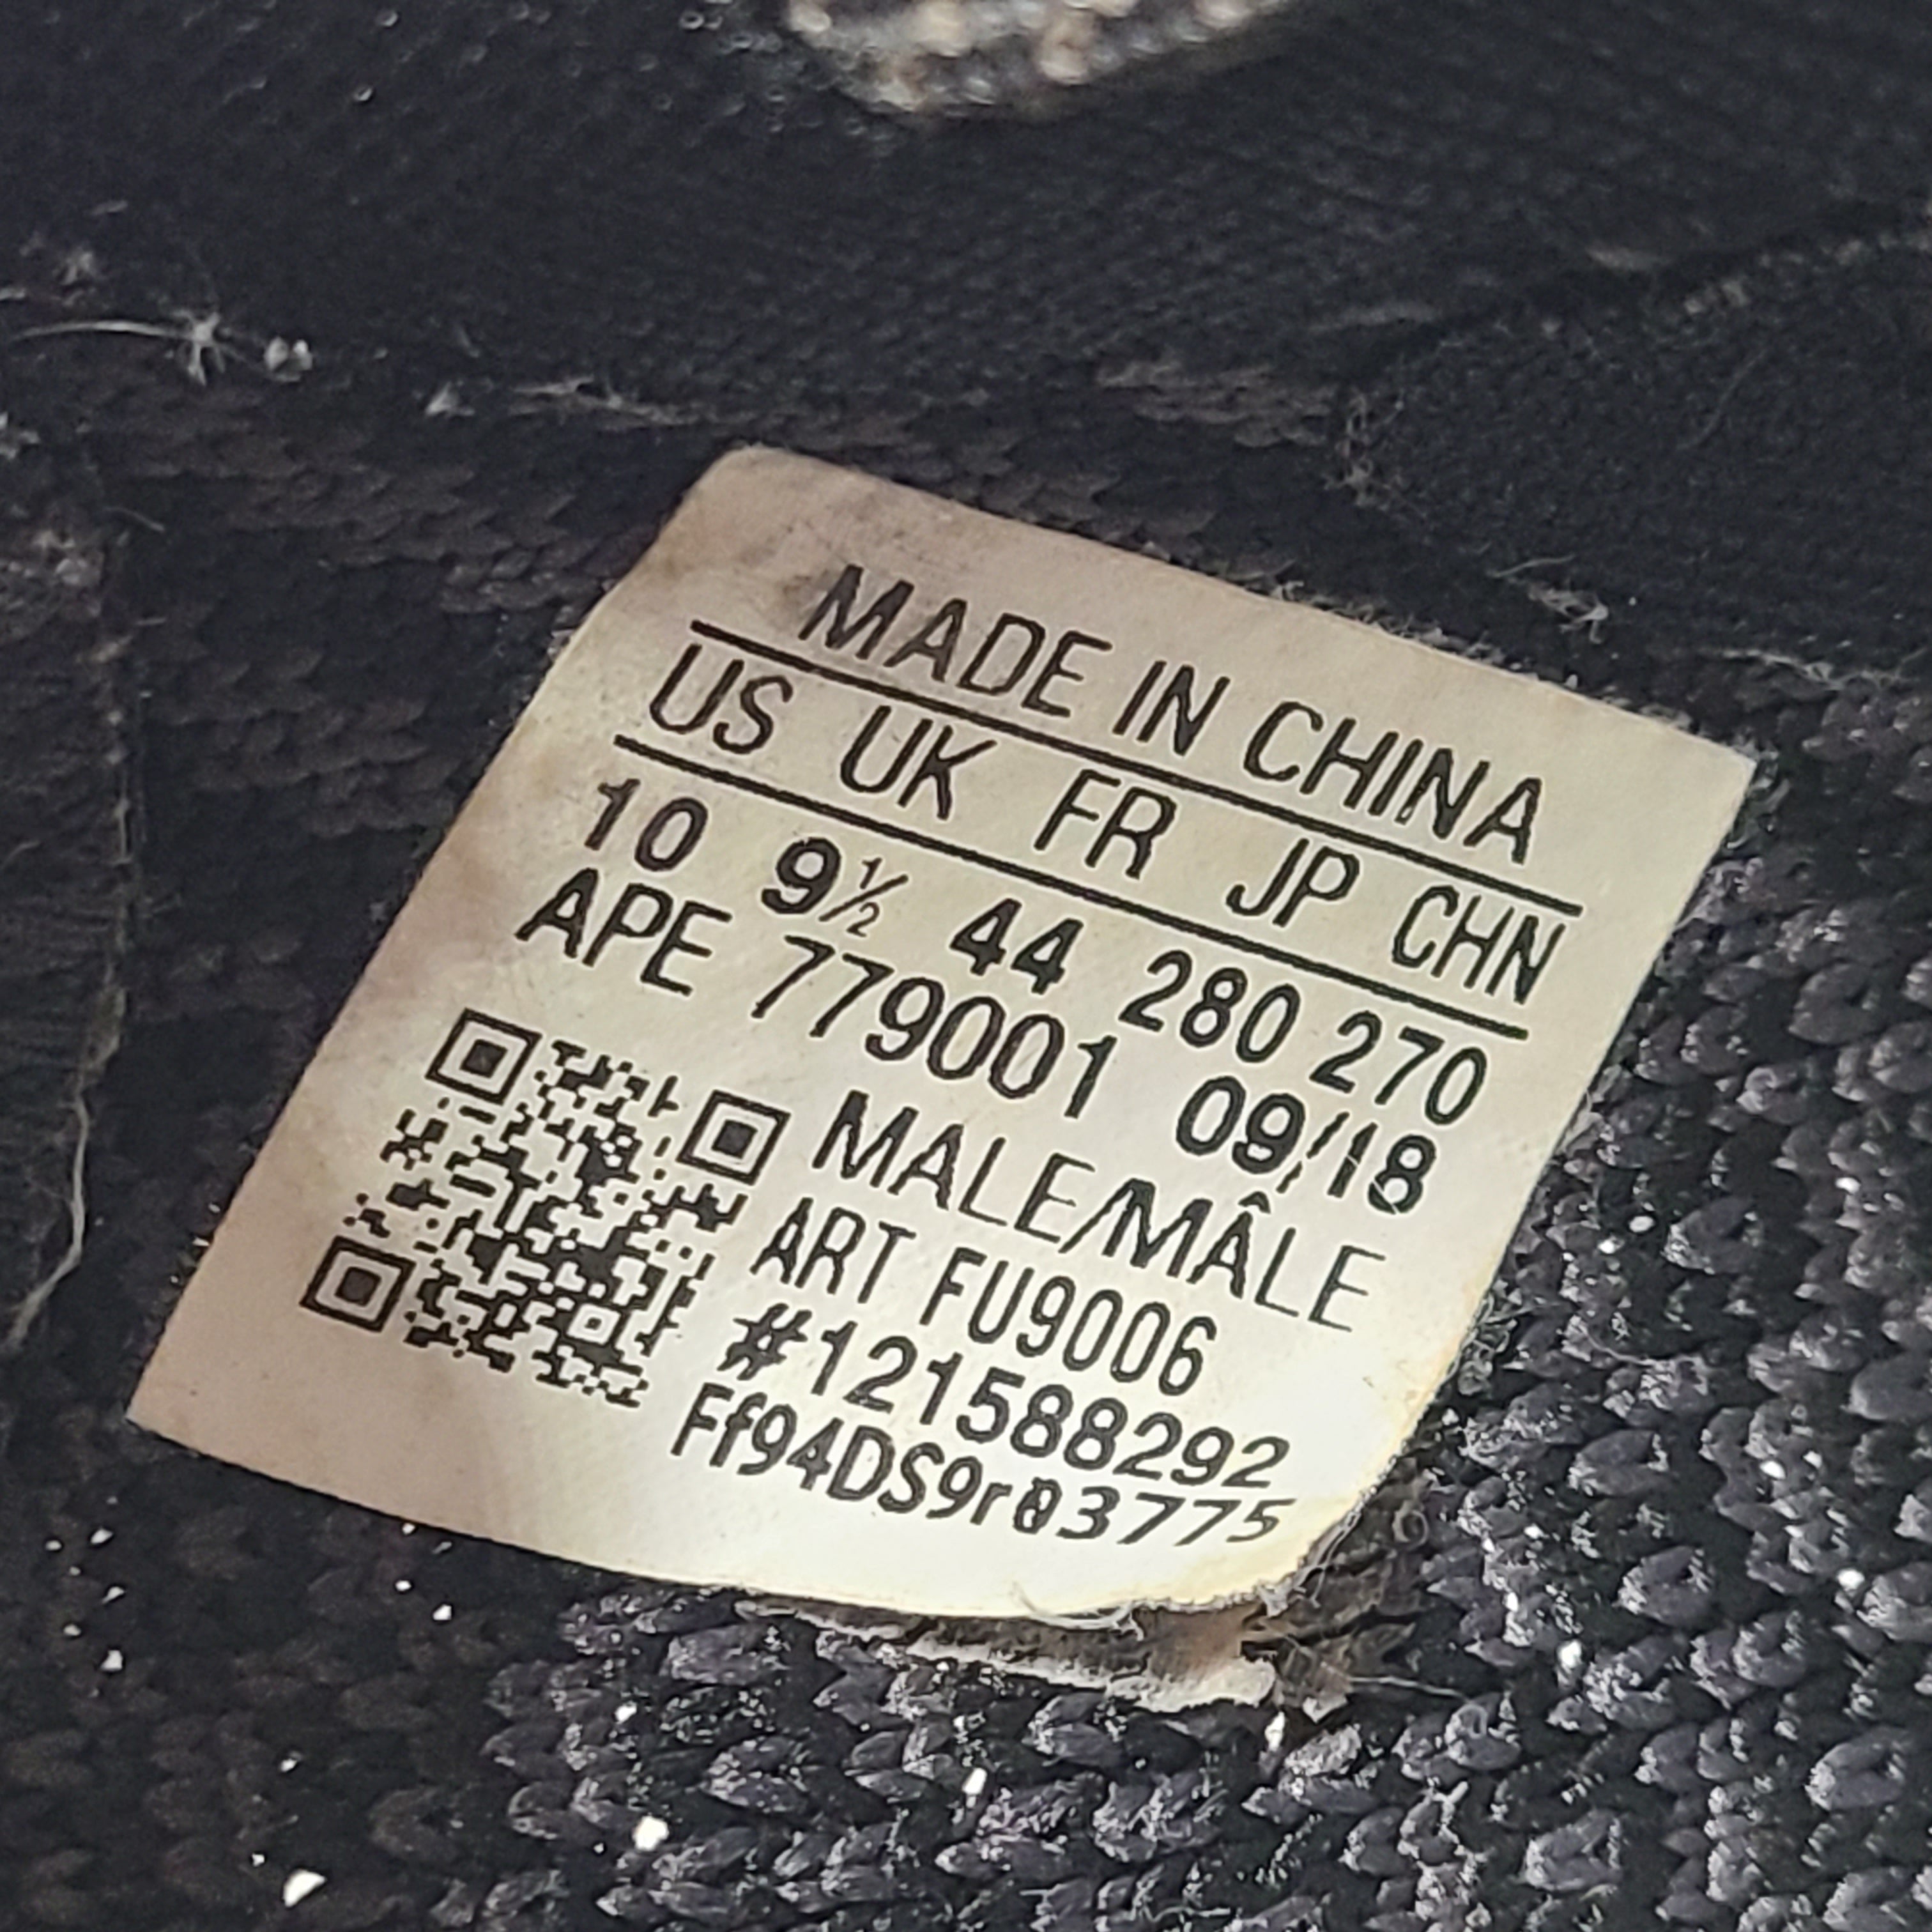 MADE IN CHINA
US UK FR JP CHN
10 9½ 44 280 270
APE 779001 09/18
MALE/MÂLE
ART FU9006
#121588292